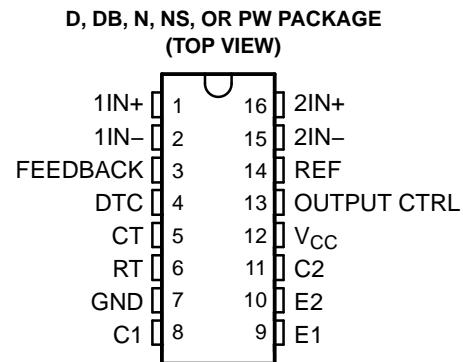 D, DB, N, NS, OR PW PACKAGE
(TOP VIEW)
1IN+ 1 16 2IN+
1IN− 2 15 2IN−
FEEDBACK 3 14 REF
DTC 4 13 OUTPUT CTRL
CT 5 12 VCC
RT 6 11 C2
GND 7 10 E2
C1 8 9 E1